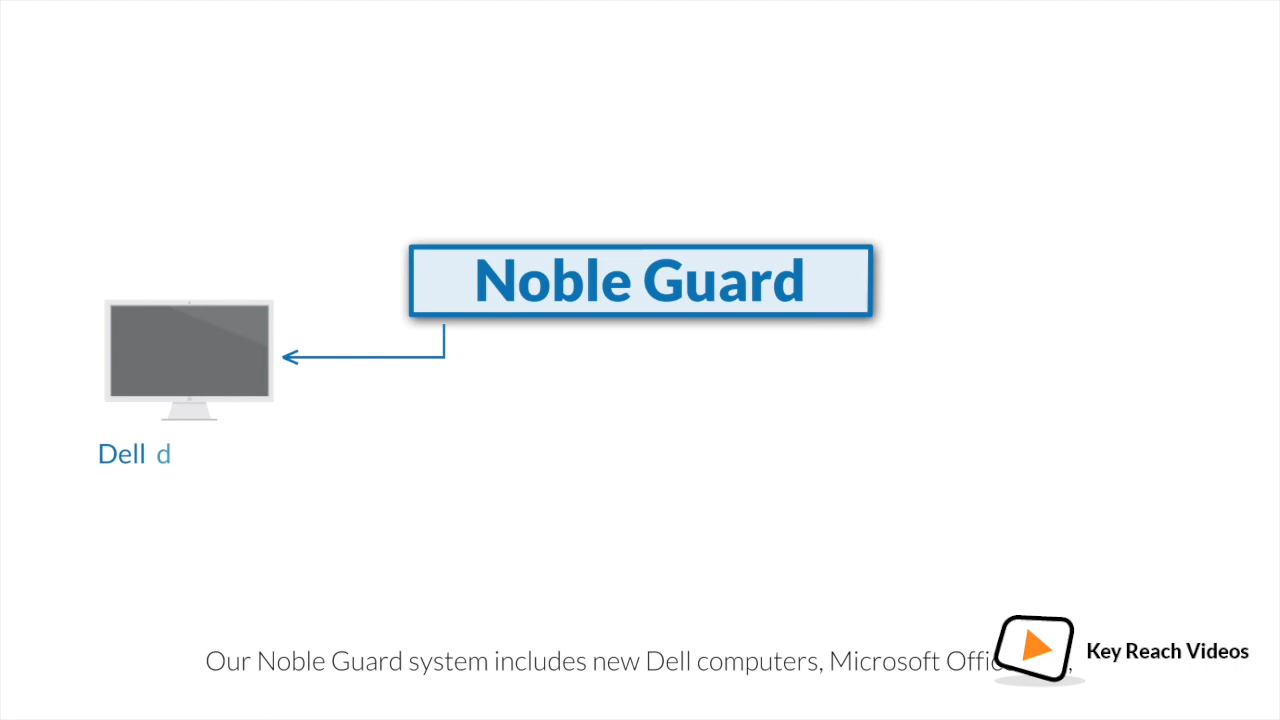 Noble Guard
Dell d
Our Noble Guard system includes new Dell computers, Microsoft
Key Reach Videos